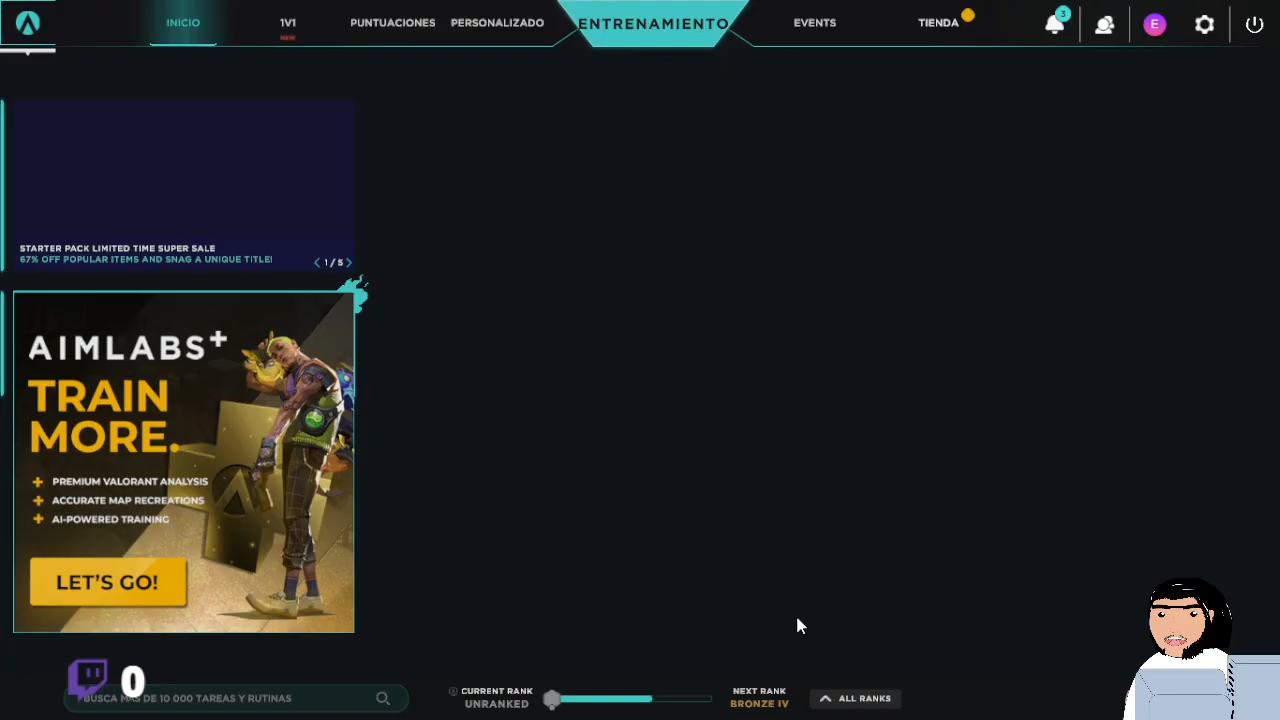 INICIO
1V1
NEW
PUNTUACIONES
PERSONALIZADO
ENTRENAMIENTO
EVENTS
TIENDA
3
E
STARTER PACK LIMITED TIME SUPER SALE
67% OFF POPULAR ITEMS AND SNAG A UNIQUE TITLE!
< 1 / 5 >
AIMLABS+
TRAIN
MORE.
+ PREMIUM VALORANT ANALYSIS
+ ACCURATE MAP RECREATIONS
+ AI-POWERED TRAINING
LET'S GO!
0
BUSCA MÁS DE 10 000 TAREAS Y RUTINAS
CURRENT RANK
UNRANKED
NEXT RANK
BRONZE IV
ALL RANKS